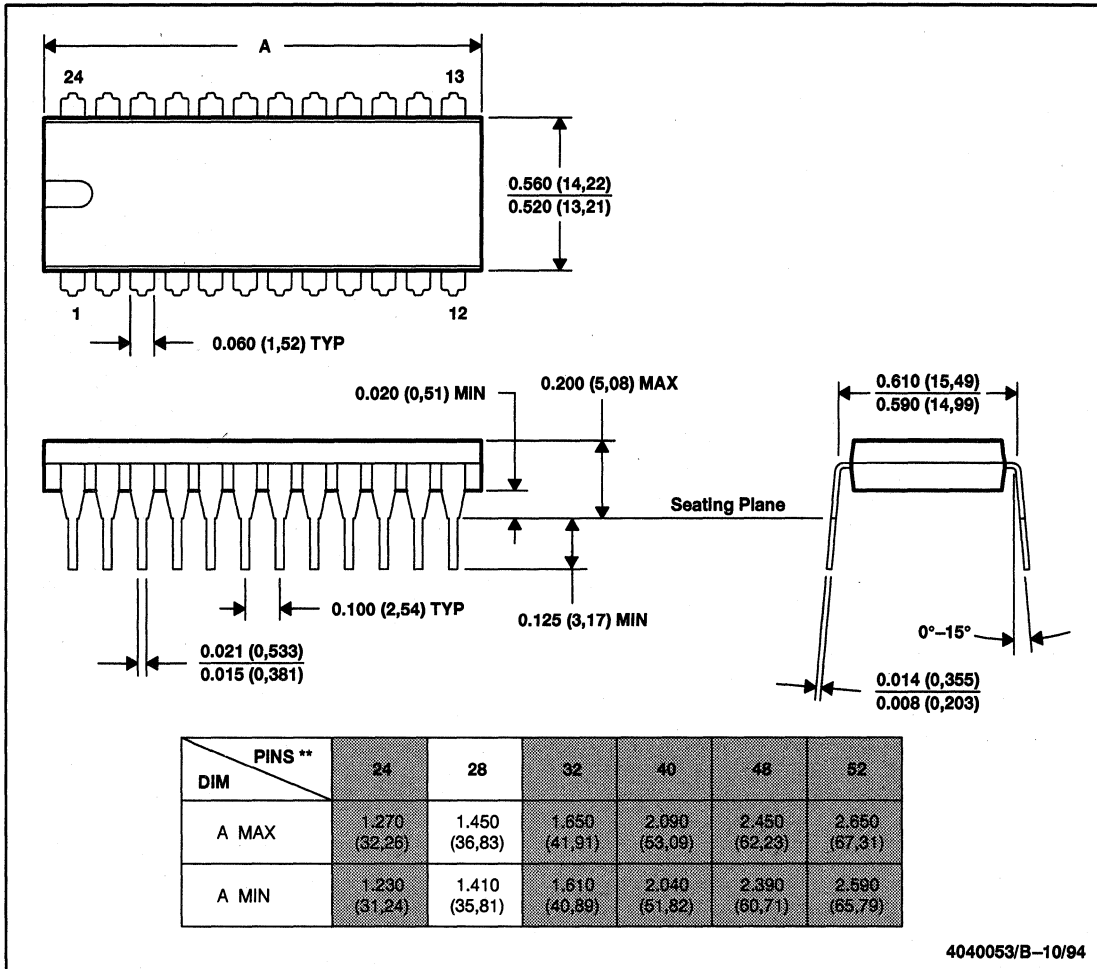 A
24 13
0.560 (14,22)
0.520 (13,21)
1 12
0.060 (1,52) TYP
0.020 (0,51) MIN
0.200 (5,08) MAX
0.610 (15,49)
0.590 (14,99)
Seating Plane
0.100 (2,54) TYP
0.125 (3,17) MIN
0°–15°
0.021 (0,533)
0.015 (0,381)
0.014 (0,355)
0.008 (0,203)
PINS ** 24 28 32 40 48 52
DIM
A MAX 1.270 1.450 1.650 2.090 2.450 2.650
(32,26) (36,83) (41,91) (53,09) (62,23) (67,31)
A MIN 1.230 1.410 1.610 2.040 2.390 2.590
(31,24) (35,81) (40,89) (51,82) (60,71) (65,79)
4040053/B–10/94